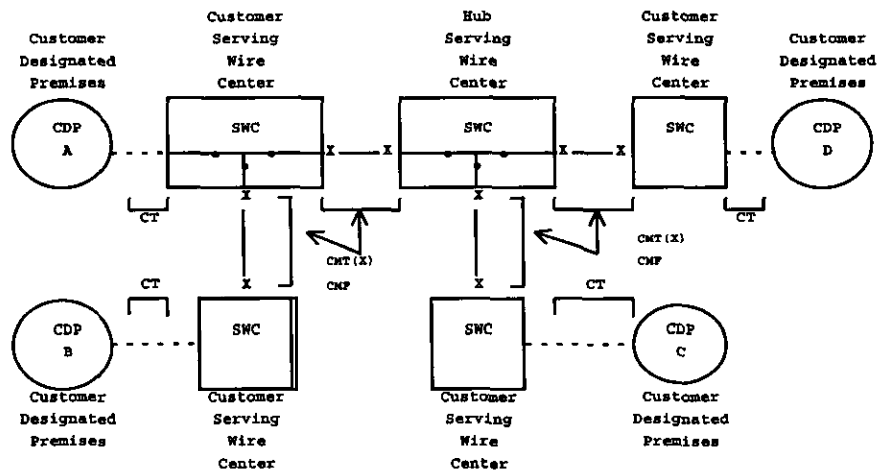 Customer
Designated
Premises
Customer
Serving
Wire
Center
Hub
Serving
Wire
Center
Customer
Serving
Wire
Center
Customer
Designated
Premises
CDP
A
SWC
X
X
SWC
X
X
SWC
CDP
D
CT
X
X
CT
CMT(X)
CMF
CMT(X)
CMF
CT
X
X
CT
CDP
B
SWC
SWC
CDP
C
Customer
Designated
Premises
Customer
Serving
Wire
Center
Customer
Serving
Wire
Center
Customer
Designated
Premises